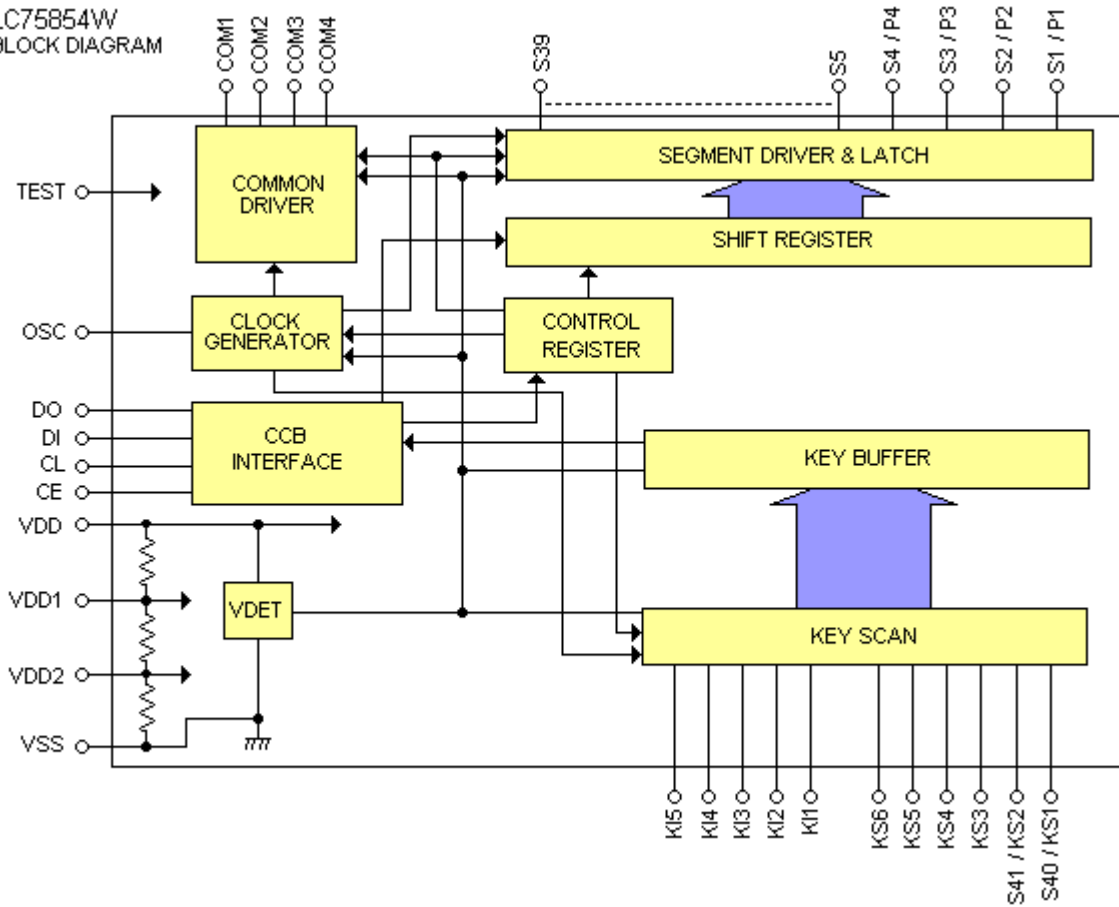 LC75854W
BLOCK DIAGRAM
COM1
COM2
COM3
COM4
S39
S5
S4 / P4
S3 / P3
S2 / P2
S1 / P1
TEST
COMMON
DRIVER
SEGMENT DRIVER & LATCH
SHIFT REGISTER
OSC
CLOCK
GENERATOR
CONTROL
REGISTER
DO
DI
CL
CE
CCB
INTERFACE
KEY BUFFER
VDD
VDD1
VDET
KEY SCAN
VDD2
VSS
KI5
KI4
KI3
KI2
KI1
KS6
KS5
KS4
KS3
S41 / KS2
S40 / KS1